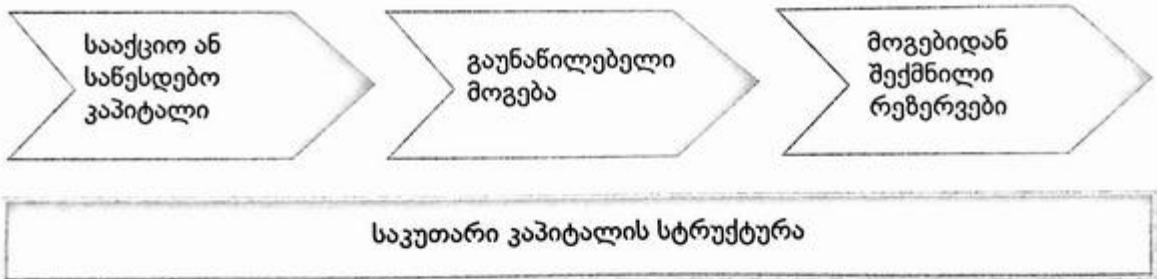 სააქციო ან
საწესდებო
კაპიტალი
გაუნაწილებელი
მოგება
მოგებიდან
შექმნილი
რეზერვები
საკუთარი კაპიტალის სტრუქტურა